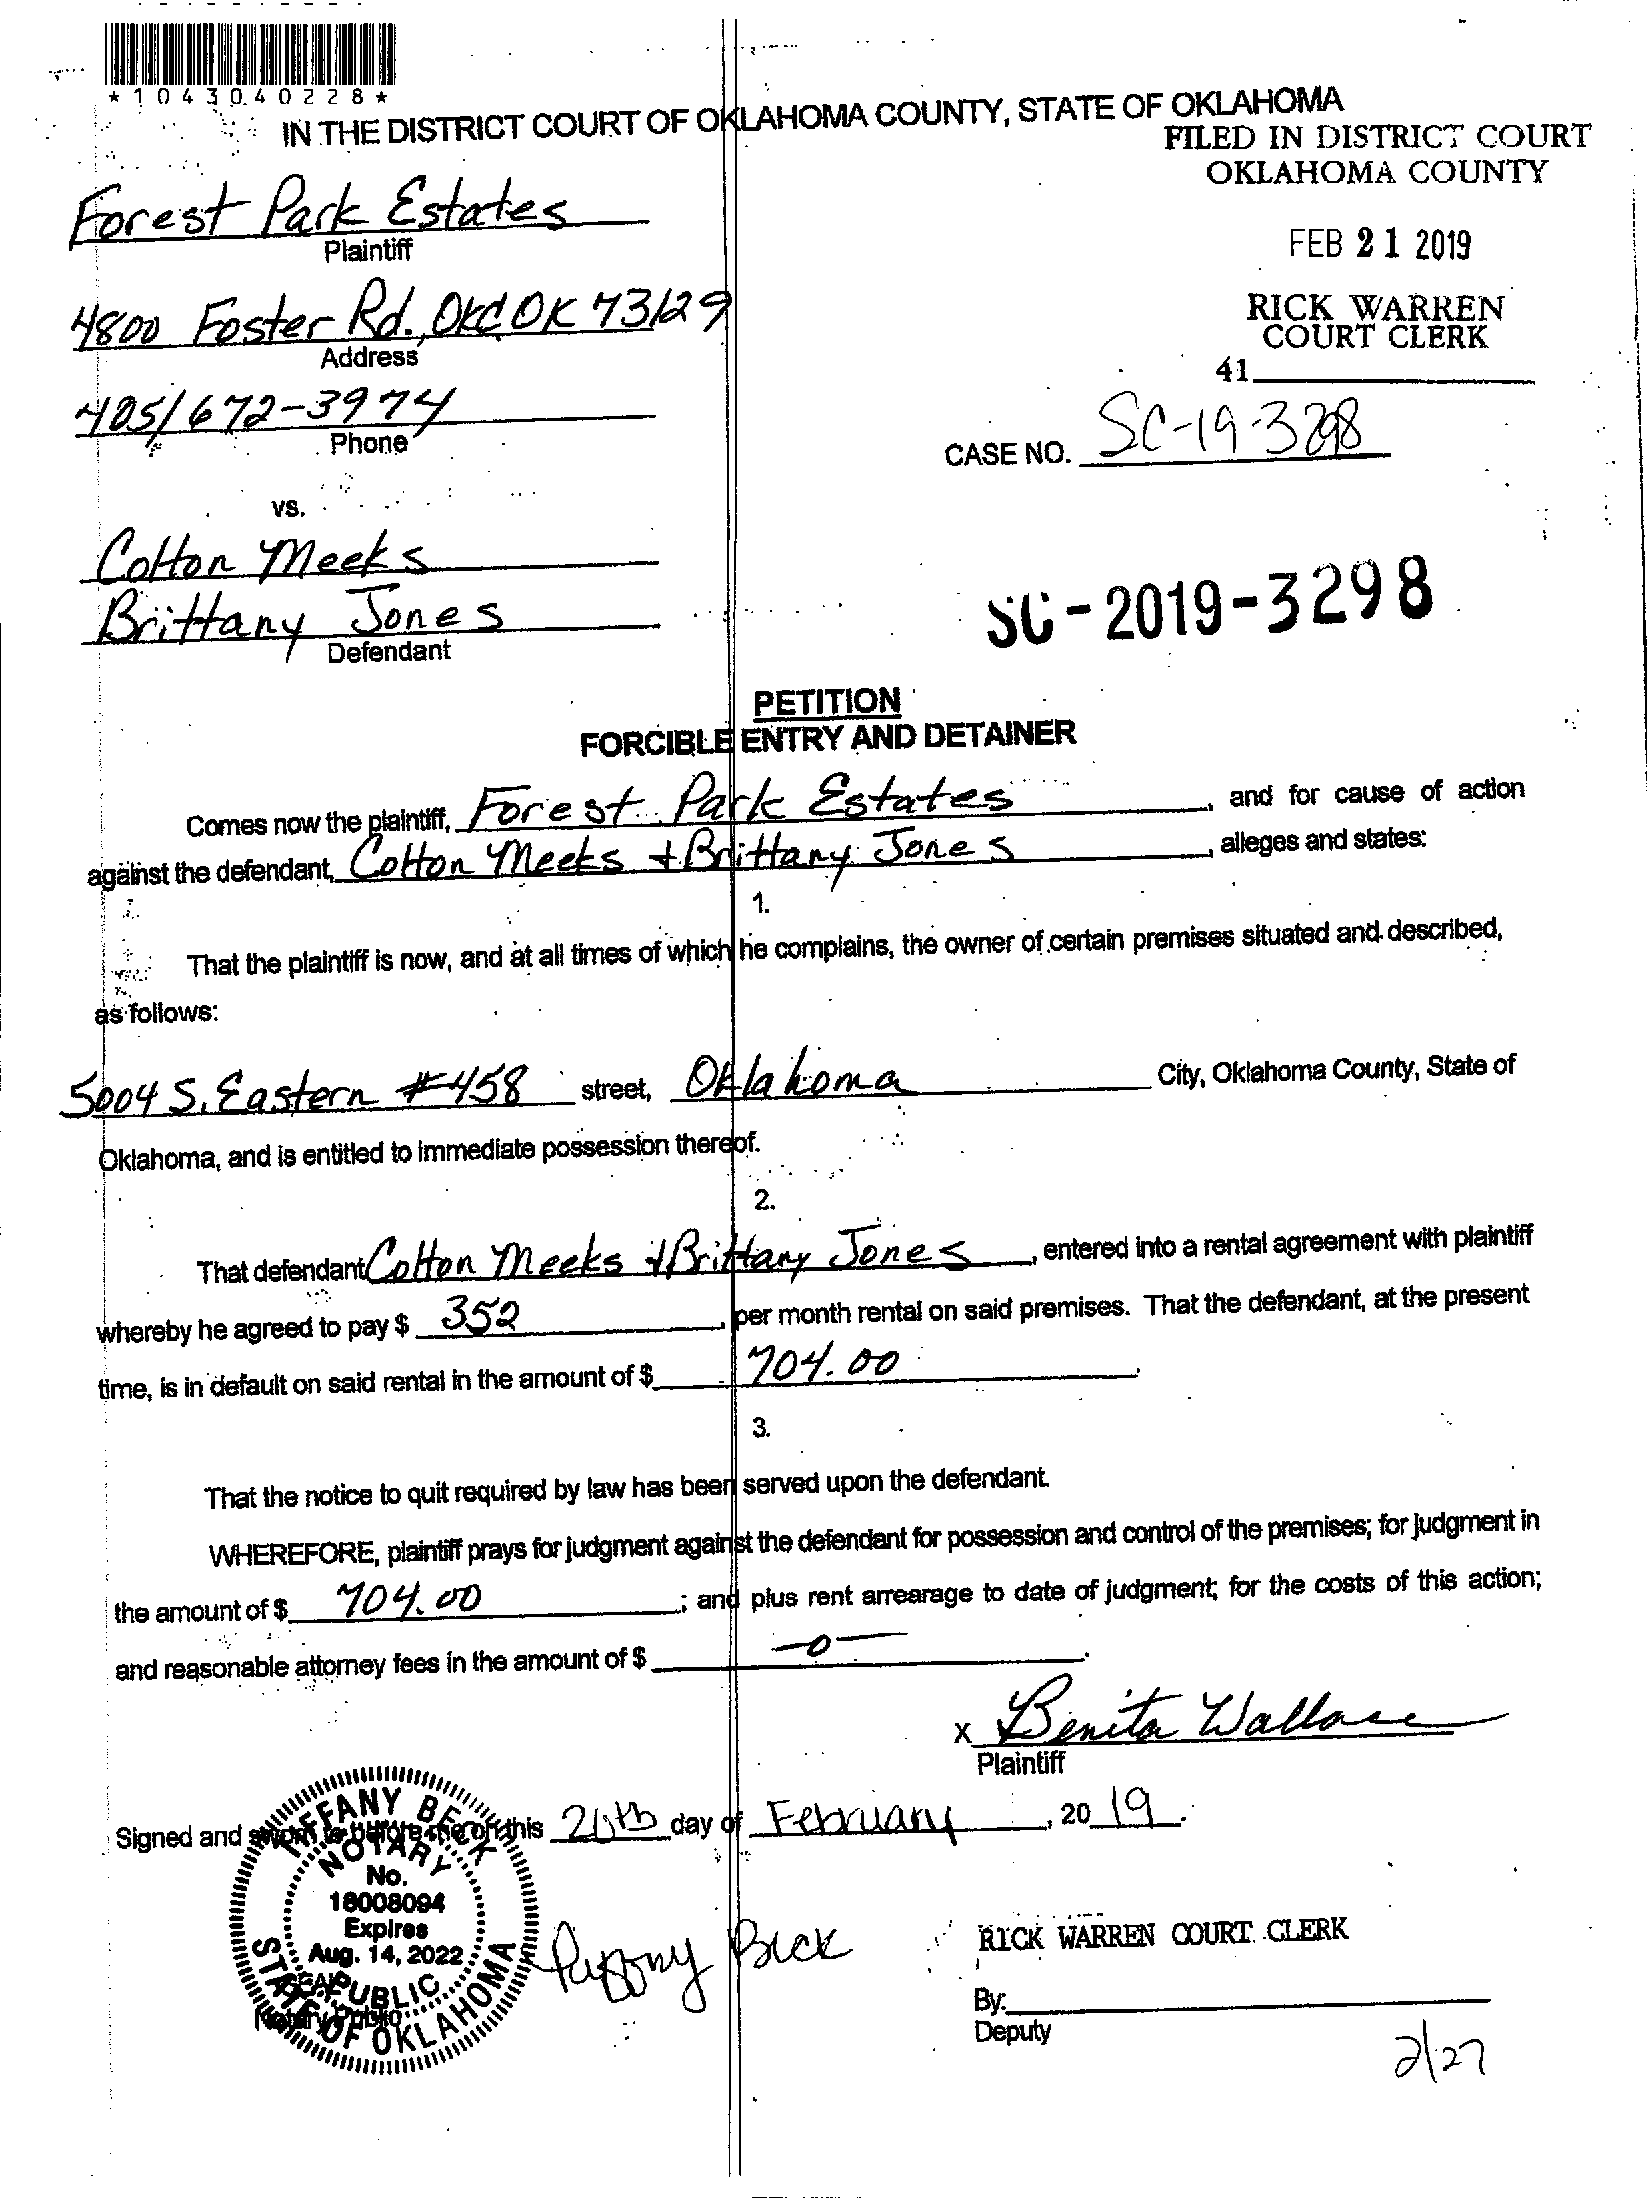 *1043040228*
IN THE DISTRICT COURT OF OKLAHOMA COUNTY, STATE OF OKLAHOMA
FILED IN DISTRICT COURT
OKLAHOMA COUNTY
Forest Park Estates
Plaintiff
FEB 21 2019
4800 Foster Rd., OKC OK 73129
Address
RICK WARREN
COURT CLERK
41
405/672-3974
Phone
CASE NO. SC-19-3298
vs.
Colton Meeks
Brittany Jones
Defendant
SC-2019-3298
PETITION
FORCIBLE ENTRY AND DETAINER
Comes now the plaintiff, Forest Park Estates, and for cause of action
against the defendant, Colton Meeks + Brittany Jones, alleges and states:
1.
That the plaintiff is now, and at all times of which he complains, the owner of certain premises situated and described,
as follows:
5004 S. Eastern #458 street, Oklahoma City, Oklahoma County, State of
Oklahoma, and is entitled to immediate possession thereof.
2.
That defendant Colton Meeks + Brittany Jones, entered into a rental agreement with plaintiff
whereby he agreed to pay $ 352, per month rental on said premises. That the defendant, at the present
time, is in default on said rental in the amount of $ 704.00.
3.
That the notice to quit required by law has been served upon the defendant.
WHEREFORE, plaintiff prays for judgment against the defendant for possession and control of the premises; for judgment in
the amount of $ 704.00; and plus rent arrearage to date of judgment; for the costs of this action;
and reasonable attorney fees in the amount of $ -0-.
x Benita Wallace
Plaintiff
Signed and sworn to before me on this 20th day of February, 2019.
TIFFANY BECK
NOTARY
No.
18008094
Expires
Aug. 14, 2022
SEAL
PUBLIC
Notary Public
STATE OF OKLAHOMA
Tiffany Beck
RICK WARREN COURT CLERK
By:
Deputy
2/27